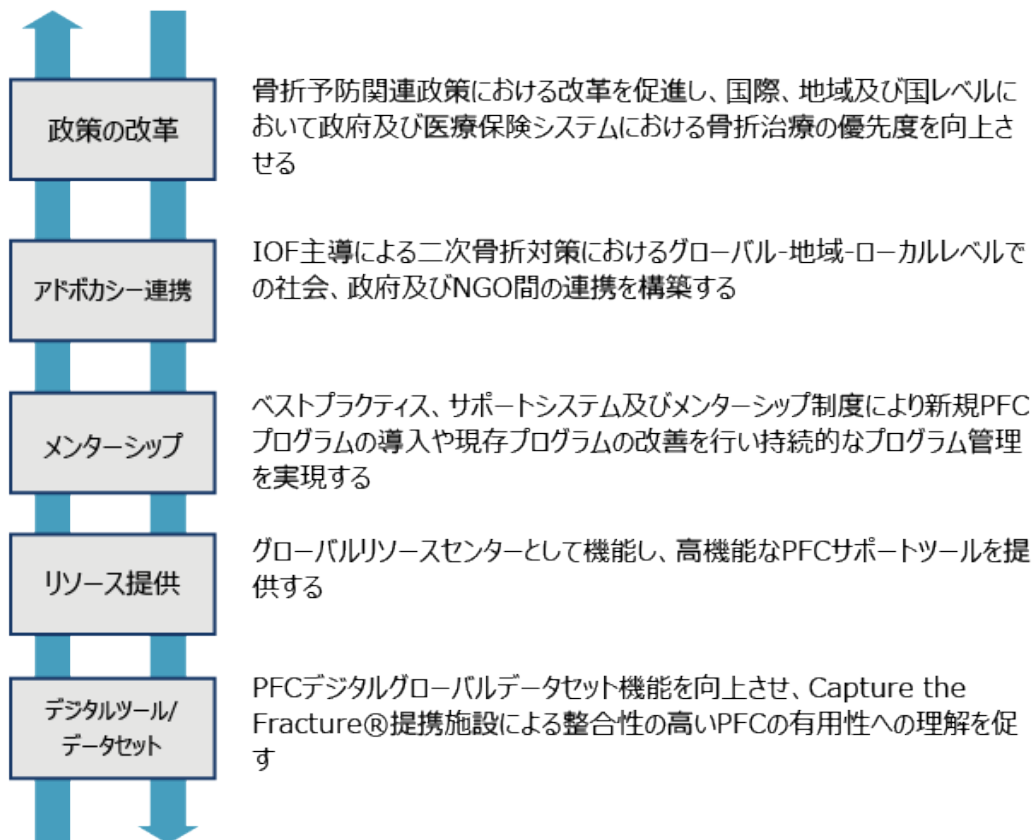 政策の改革
骨折予防関連政策における改革を促進し、国際、地域及び国レベルに
おいて政府及び医療保険システムにおける骨折治療の優先度を向上さ
せる
アドボカシー連携
IOF主導による二次骨折対策におけるグローバル-地域-ローカルレベルで
の社会、政府及びNGO間の連携を構築する
メンターシップ
ベストプラクティス、サポートシステム及びメンターシップ制度により新規PFC
プログラムの導入や現存プログラムの改善を行い持続的なプログラム管理
を実現する
リソース提供
グローバルリソースセンターとして機能し、高機能なPFCサポートツールを提
供する
デジタルツール/
データセット
PFCデジタルグローバルデータセット機能を向上させ、Capture the
Fracture®提携施設による整合性の高いPFCの有用性への理解を促
す